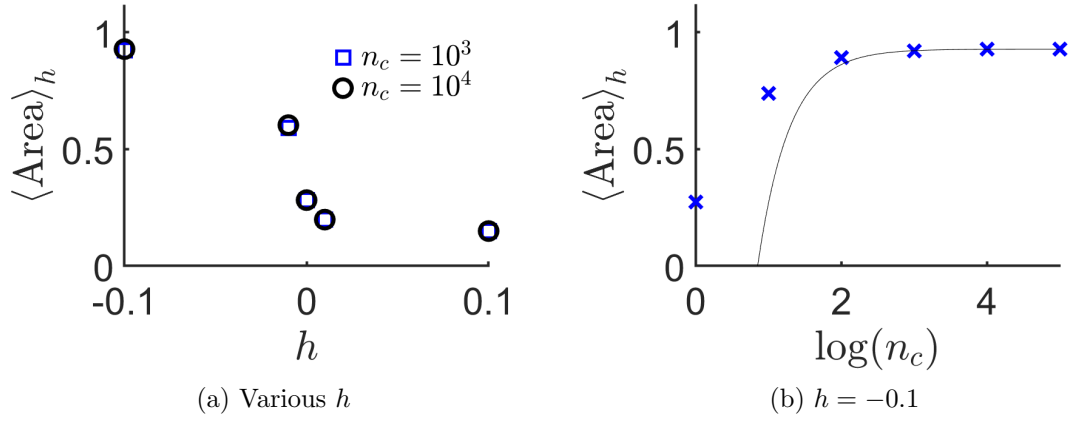 1
0.5
0
-0.1
0
0.1
⟨Area⟩_h
h
n_c = 10^3
n_c = 10^4
(a) Various h
1
0.5
0
0
2
4
⟨Area⟩_h
log(n_c)
(b) h = −0.1